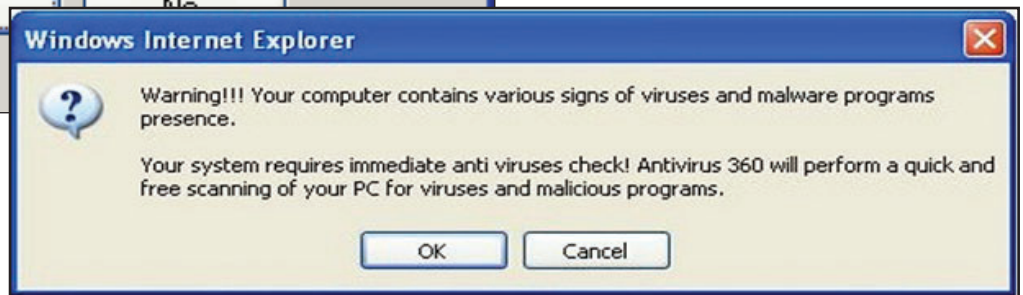 No
Windows Internet Explorer
Warning!!! Your computer contains various signs of viruses and malware programs
presence.
Your system requires immediate anti viruses check! Antivirus 360 will perform a quick and
free scanning of your PC for viruses and malicious programs.
OK
Cancel